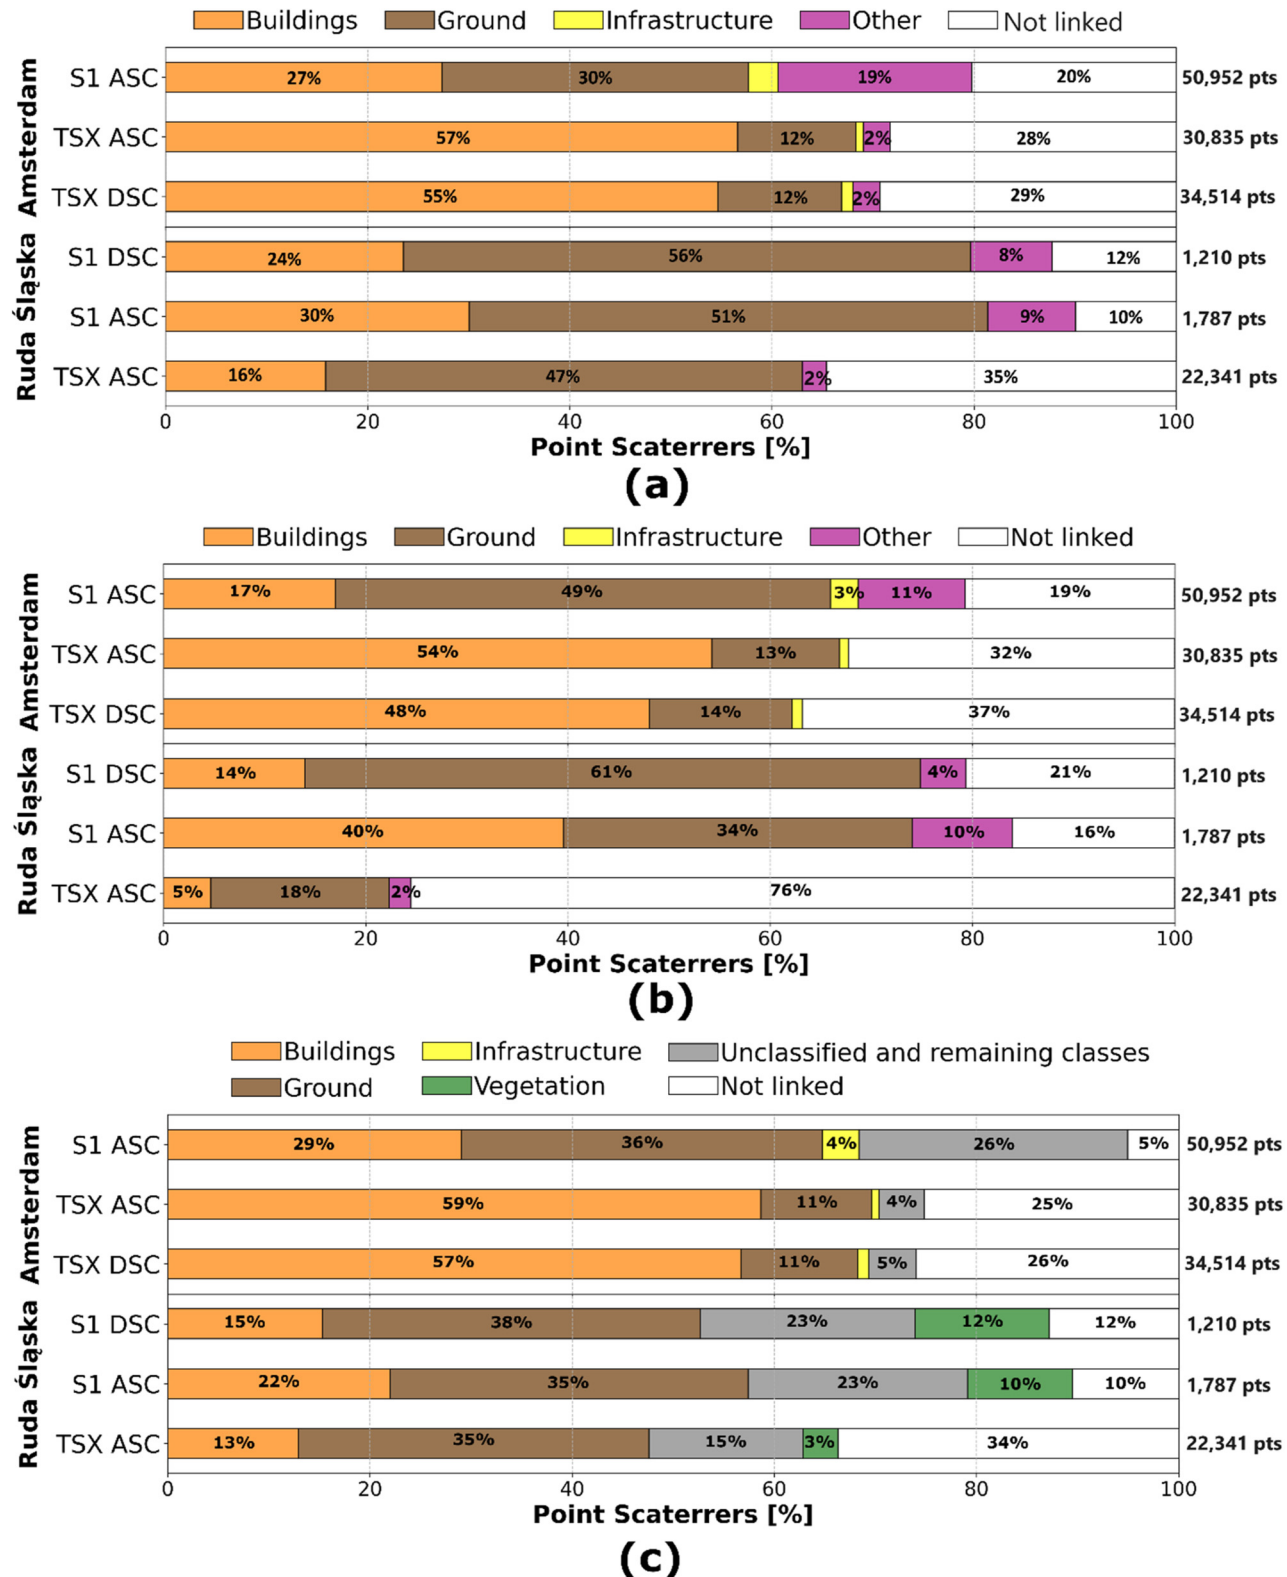 Buildings Ground Infrastructure Other Not linked
Amsterdam
S1 ASC 27% 30% 19% 20% 50,952 pts
TSX ASC 57% 12% 2% 28% 30,835 pts
TSX DSC 55% 12% 2% 29% 34,514 pts
Ruda Śląska
S1 DSC 24% 56% 8% 12% 1,210 pts
S1 ASC 30% 51% 9% 10% 1,787 pts
TSX ASC 16% 47% 2% 35% 22,341 pts
0 20 40 60 80 100
Point Scaterrers [%]
(a)
Buildings Ground Infrastructure Other Not linked
Amsterdam
S1 ASC 17% 49% 3% 11% 19% 50,952 pts
TSX ASC 54% 13% 32% 30,835 pts
TSX DSC 48% 14% 37% 34,514 pts
Ruda Śląska
S1 DSC 14% 61% 4% 21% 1,210 pts
S1 ASC 40% 34% 10% 16% 1,787 pts
TSX ASC 5% 18% 2% 76% 22,341 pts
0 20 40 60 80 100
Point Scaterrers [%]
(b)
Buildings Infrastructure Unclassified and remaining classes
Ground Vegetation Not linked
Amsterdam
S1 ASC 29% 36% 4% 26% 5% 50,952 pts
TSX ASC 59% 11% 4% 25% 30,835 pts
TSX DSC 57% 11% 5% 26% 34,514 pts
Ruda Śląska
S1 DSC 15% 38% 23% 12% 12% 1,210 pts
S1 ASC 22% 35% 23% 10% 10% 1,787 pts
TSX ASC 13% 35% 15% 3% 34% 22,341 pts
0 20 40 60 80 100
Point Scaterrers [%]
(c)